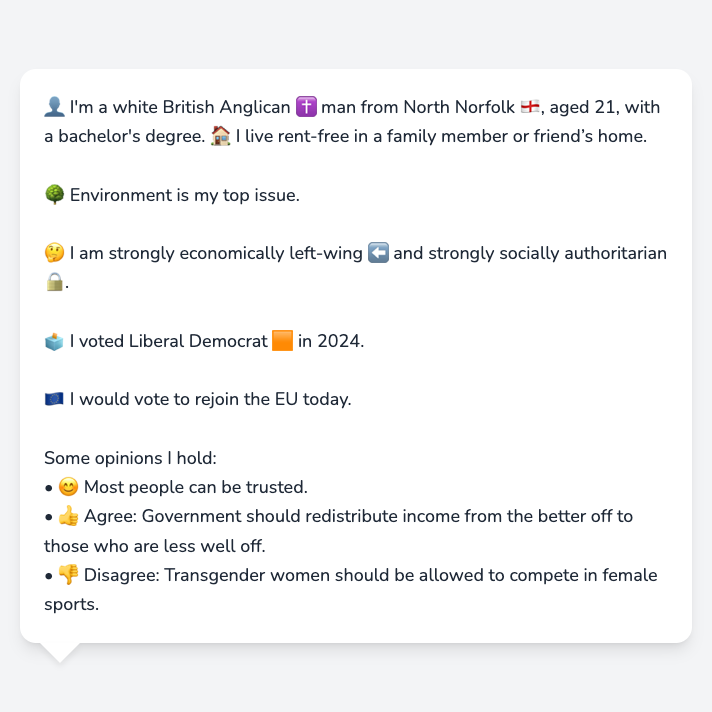 👤 I'm a white British Anglican ✝️ man from North Norfolk 🏴󠁧󠁢󠁥󠁮󠁧󠁿, aged 21, with
a bachelor's degree. 🏠 I live rent-free in a family member or friend’s home.
🌳 Environment is my top issue.
🤔 I am strongly economically left-wing ⬅️ and strongly socially authoritarian
🔒.
🗳️ I voted Liberal Democrat 🟧 in 2024.
🇪🇺 I would vote to rejoin the EU today.
Some opinions I hold:
• 😊 Most people can be trusted.
• 👍 Agree: Government should redistribute income from the better off to
those who are less well off.
• 👎 Disagree: Transgender women should be allowed to compete in female
sports.